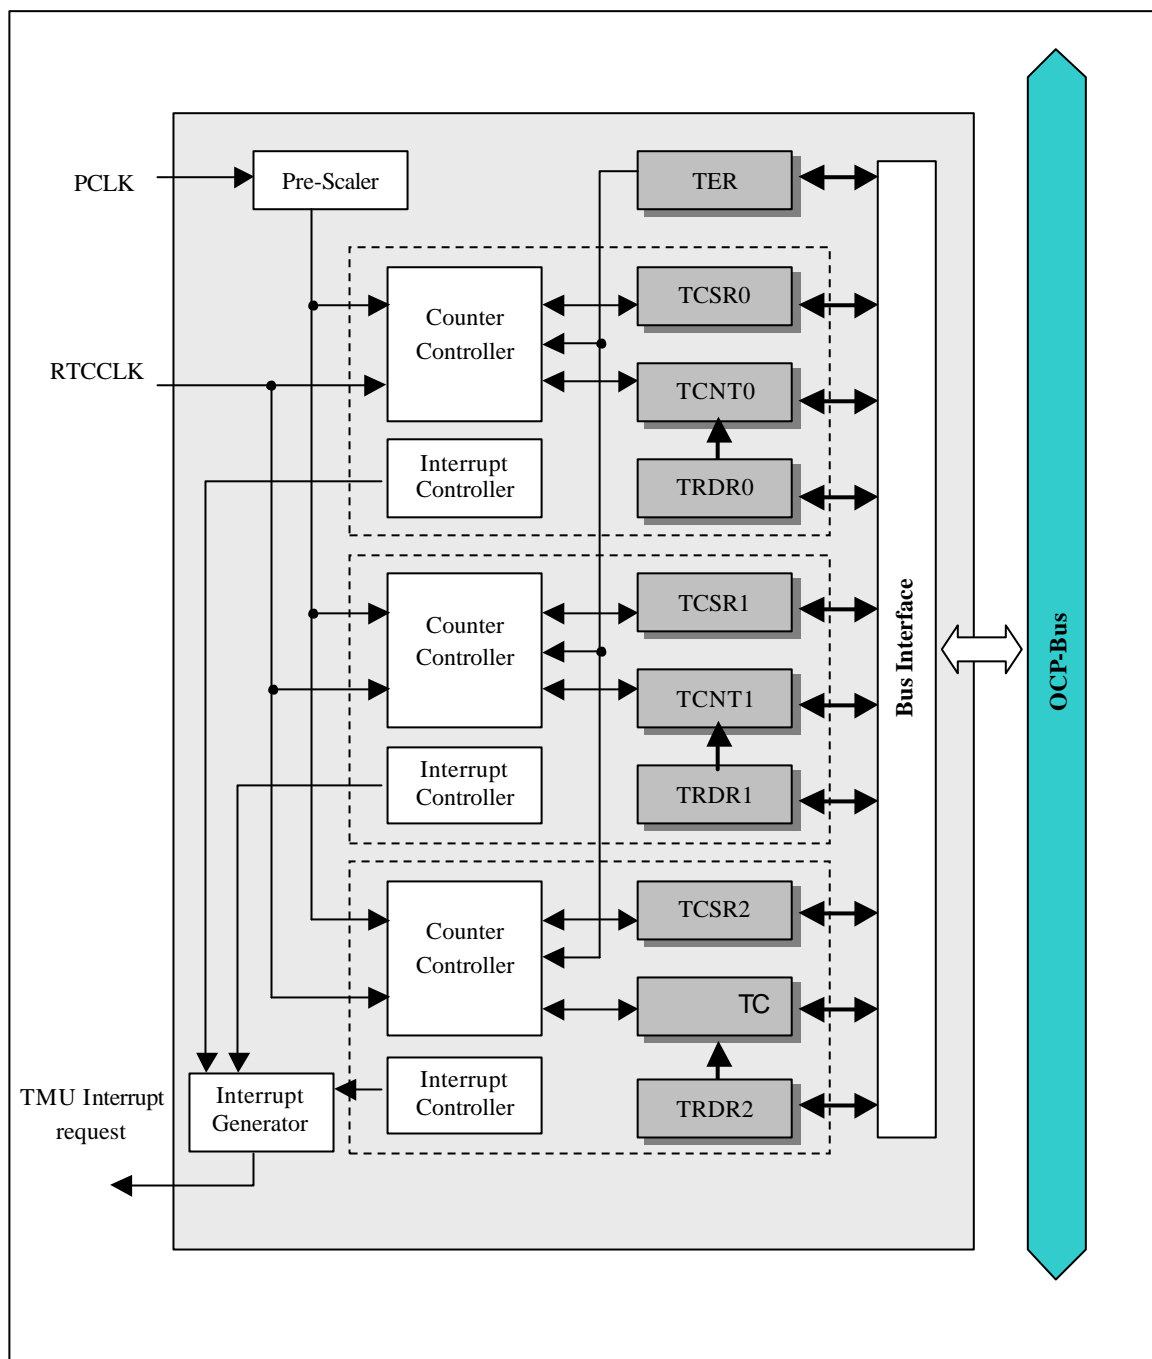 PCLK
Pre-Scaler
TER
Counter
Controller
TCSR0
RTCCLK
TCNT0
Interrupt
Controller
TRDR0
Counter
Controller
TCSR1
TCNT1
Interrupt
Controller
TRDR1
Bus Interface
OCP-Bus
Counter
Controller
TCSR2
TC
Interrupt
Controller
TRDR2
TMU Interrupt
request
Interrupt
Generator